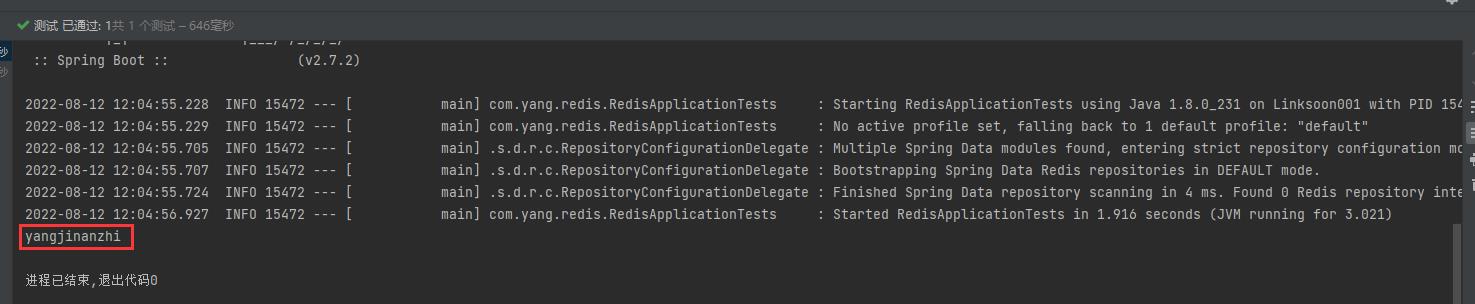 测试 已通过: 1共 1 个测试 – 646毫秒
秒
:: Spring Boot ::                (v2.7.2)
秒
2022-08-12 12:04:55.228  INFO 15472 --- [           main] com.yang.redis.RedisApplicationTests     : Starting RedisApplicationTests using Java 1.8.0_231 on Linksoon001 with PID 154
2022-08-12 12:04:55.229  INFO 15472 --- [           main] com.yang.redis.RedisApplicationTests     : No active profile set, falling back to 1 default profile: "default"
2022-08-12 12:04:55.705  INFO 15472 --- [           main] .s.d.r.c.RepositoryConfigurationDelegate : Multiple Spring Data modules found, entering strict repository configuration mo
2022-08-12 12:04:55.707  INFO 15472 --- [           main] .s.d.r.c.RepositoryConfigurationDelegate : Bootstrapping Spring Data Redis repositories in DEFAULT mode.
2022-08-12 12:04:55.724  INFO 15472 --- [           main] .s.d.r.c.RepositoryConfigurationDelegate : Finished Spring Data repository scanning in 4 ms. Found 0 Redis repository inte
2022-08-12 12:04:56.927  INFO 15472 --- [           main] com.yang.redis.RedisApplicationTests     : Started RedisApplicationTests in 1.916 seconds (JVM running for 3.021)
yangjinanzhi
进程已结束,退出代码0